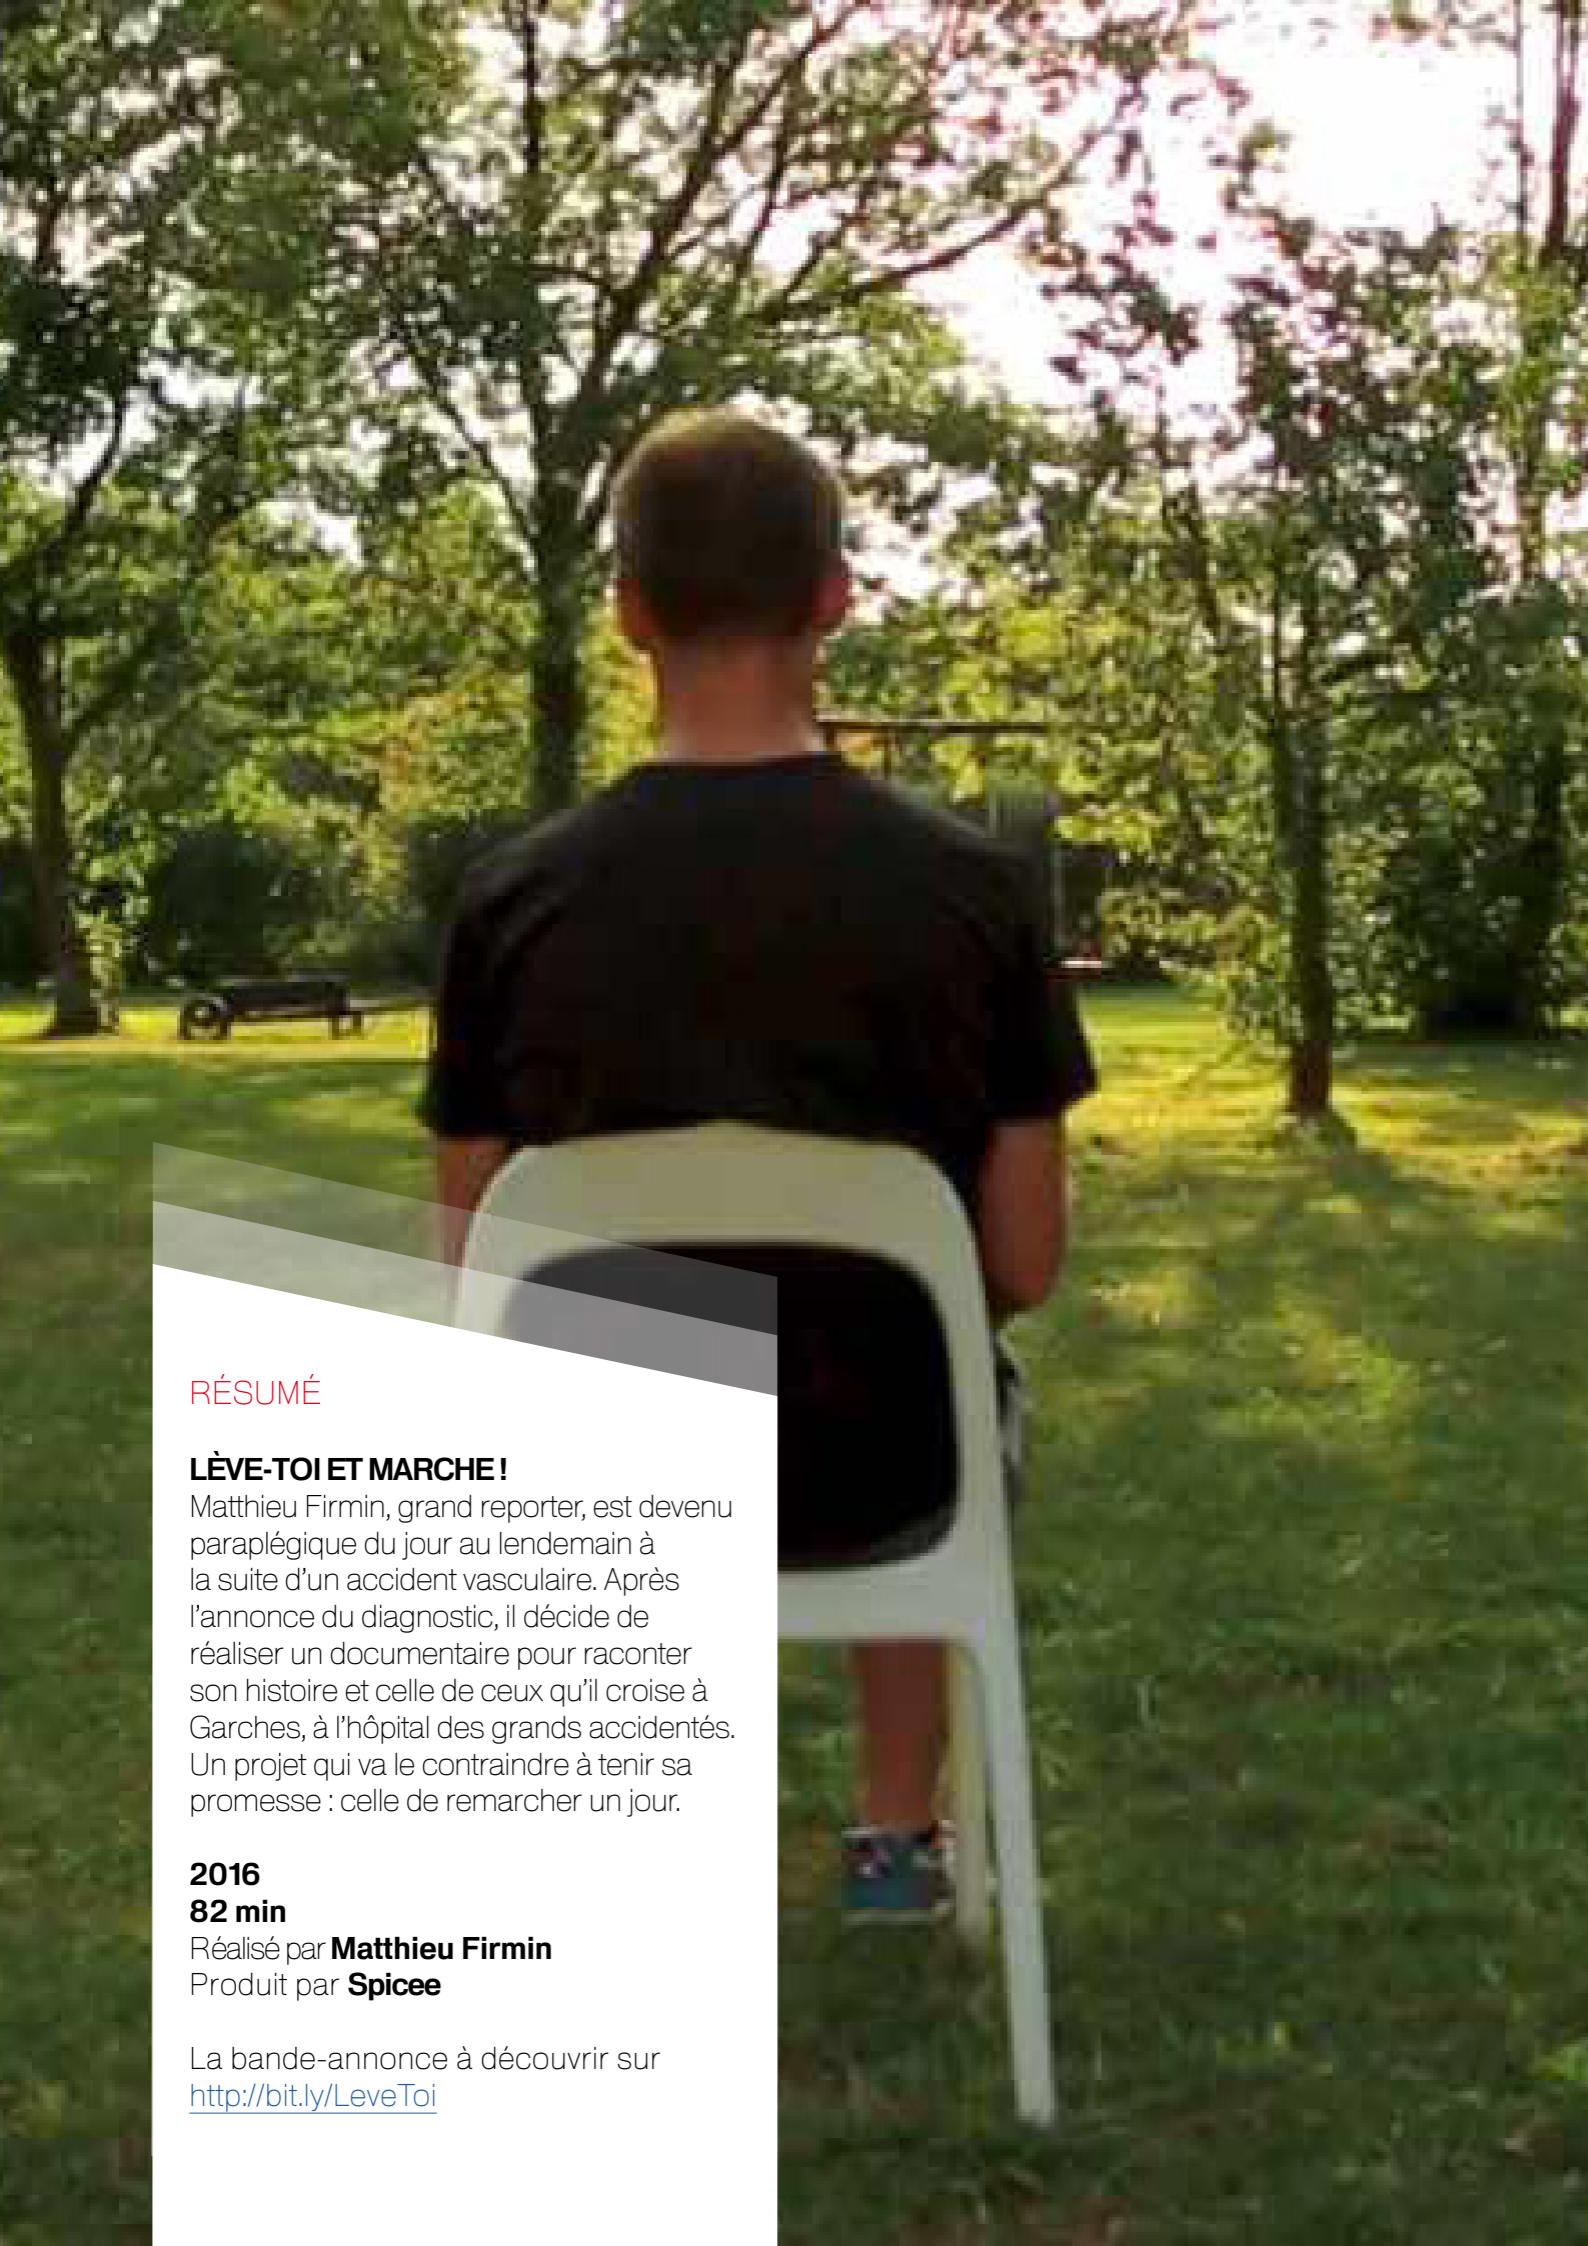 RÉSUMÉ
LÈVE-TOI ET MARCHE !
Matthieu Firmin, grand reporter, est devenu
paraplégique du jour au lendemain à
la suite d’un accident vasculaire. Après
l’annonce du diagnostic, il décide de
réaliser un documentaire pour raconter
son histoire et celle de ceux qu’il croise à
Garches, à l’hôpital des grands accidentés.
Un projet qui va le contraindre à tenir sa
promesse : celle de remarcher un jour.
2016
82 min
Réalisé par Matthieu Firmin
Produit par Spicee
La bande-annonce à découvrir sur
http://bit.ly/LeveToi